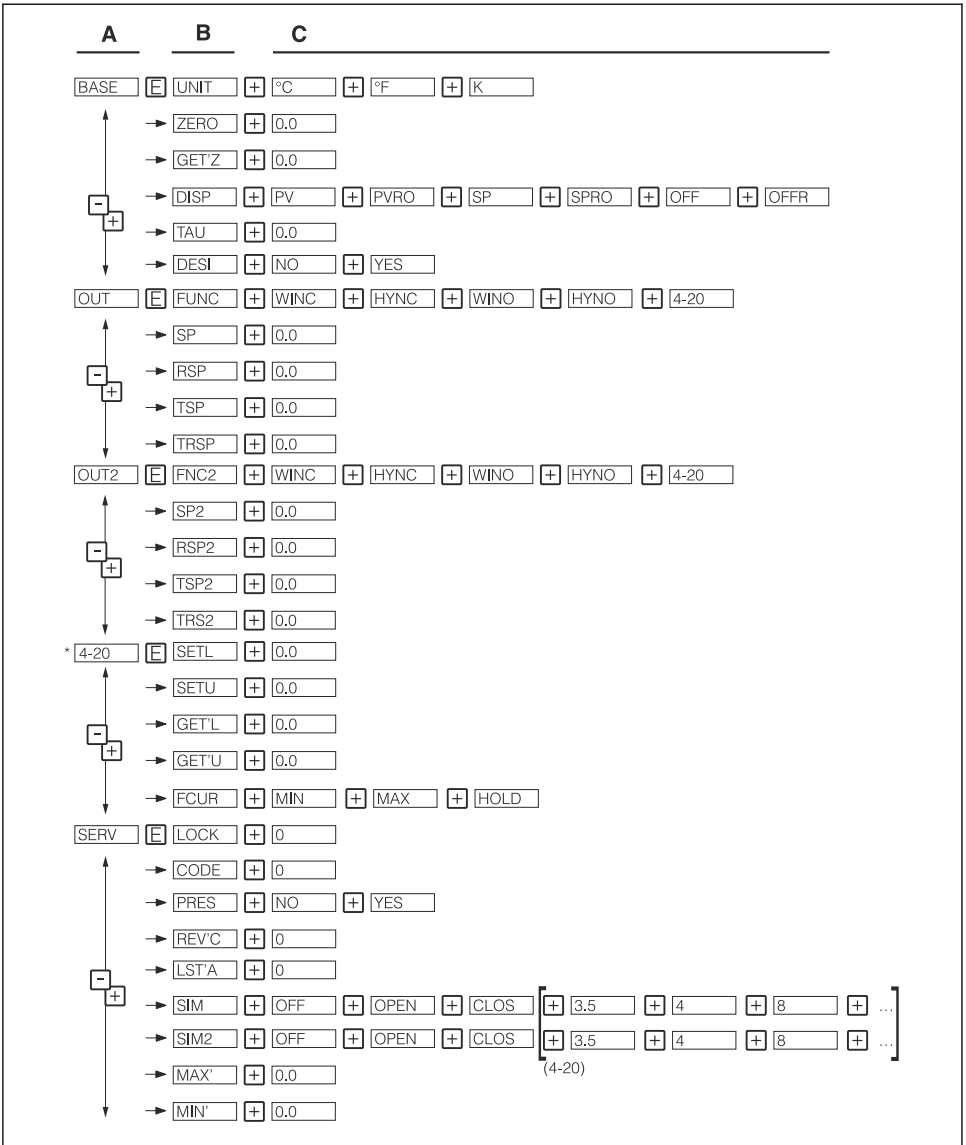 A B C
BASE E UNIT + °C + °F + K
ZERO + 0.0
GET'Z + 0.0
DISP + PV + PVRO + SP + SPRO + OFF + OFFR
- +
TAU + 0.0
DESI + NO + YES
OUT E FUNC + WINC + HYNC + WINO + HYNO + 4-20
SP + 0.0
RSP + 0.0
- +
TSP + 0.0
TRSP + 0.0
OUT2 E FNC2 + WINC + HYNC + WINO + HYNO + 4-20
SP2 + 0.0
RSP2 + 0.0
- +
TSP2 + 0.0
TRS2 + 0.0
* 4-20 E SETL + 0.0
SETU + 0.0
GET'L + 0.0
- +
GET'U + 0.0
FCUR + MIN + MAX + HOLD
SERV E LOCK + 0
CODE + 0
PRES + NO + YES
REV'C + 0
LST'A + 0
- +
SIM + OFF + OPEN + CLOS + 3.5 + 4 + 8 + ...
SIM2 + OFF + OPEN + CLOS + 3.5 + 4 + 8 + ...
(4-20)
MAX' + 0.0
MIN' + 0.0